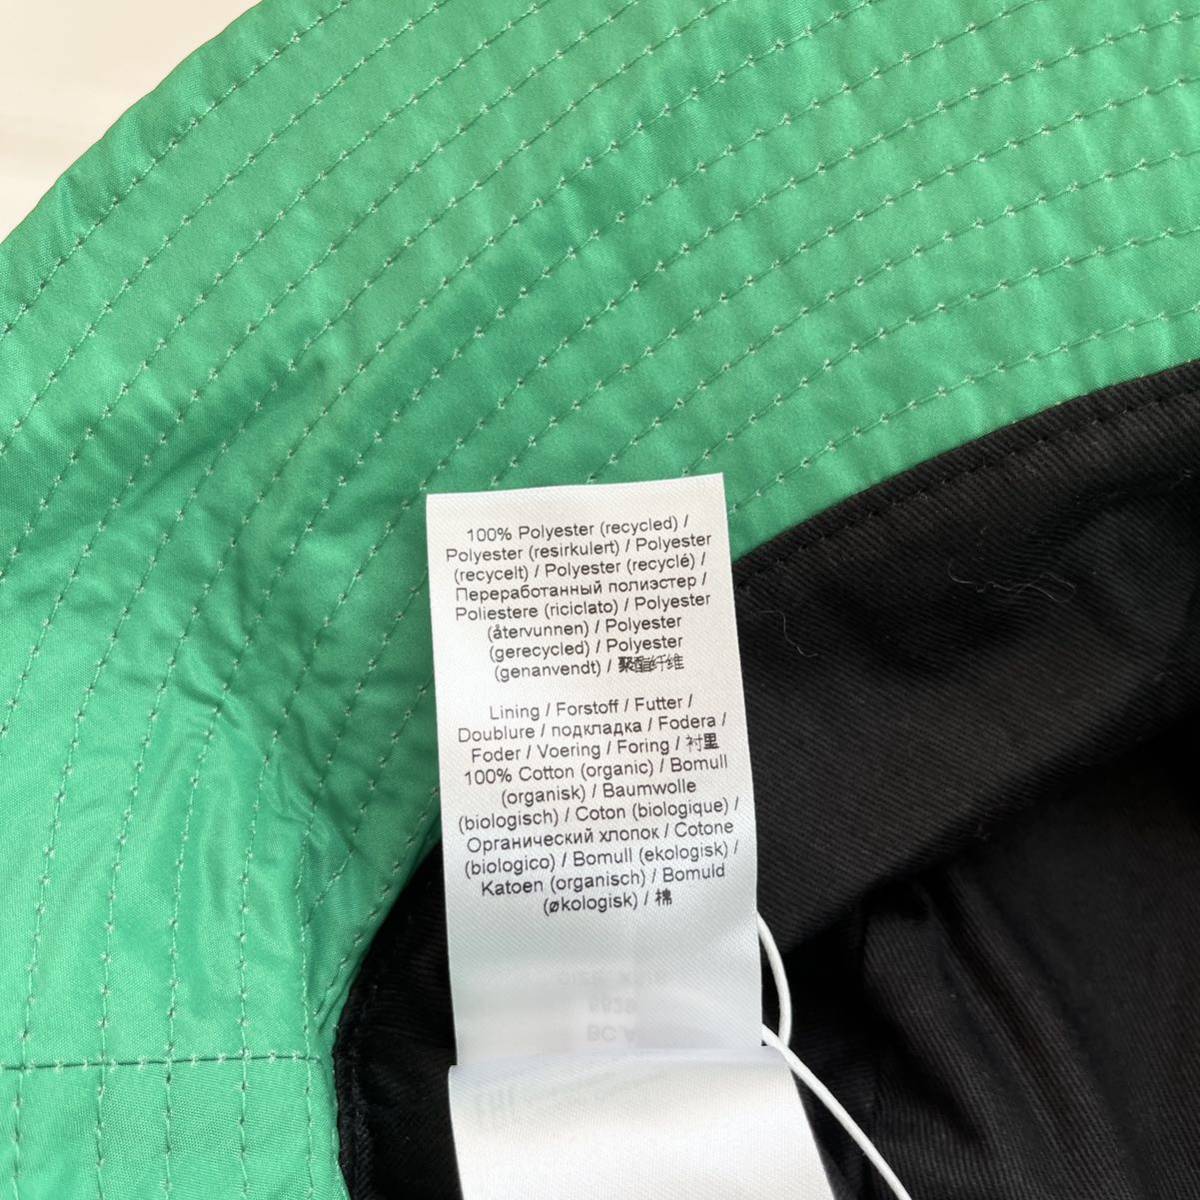 100% Polyester (recycled) /
Polyester (resirkulert) / Polyester
(recycelt) / Polyester (recyclé) /
Переработанный полиэстер /
Poliestere (riciclato) / Polyester
(återvunnen) / Polyester
(gerecycled) / Polyester
(genanvendt) / 聚酯纤维
Lining / Forstoff / Futter /
Doublure / подкладка / Fodera /
Foder / Voering / Foring / 衬里
100% Cotton (organic) / Bomull
(organisk) / Baumwolle
(biologisch) / Coton (biologique) /
Органический хлопок / Cotone
(biologico) / Bomull (ekologisk) /
Katoen (organisch) / Bomuld
(økologisk) / 棉